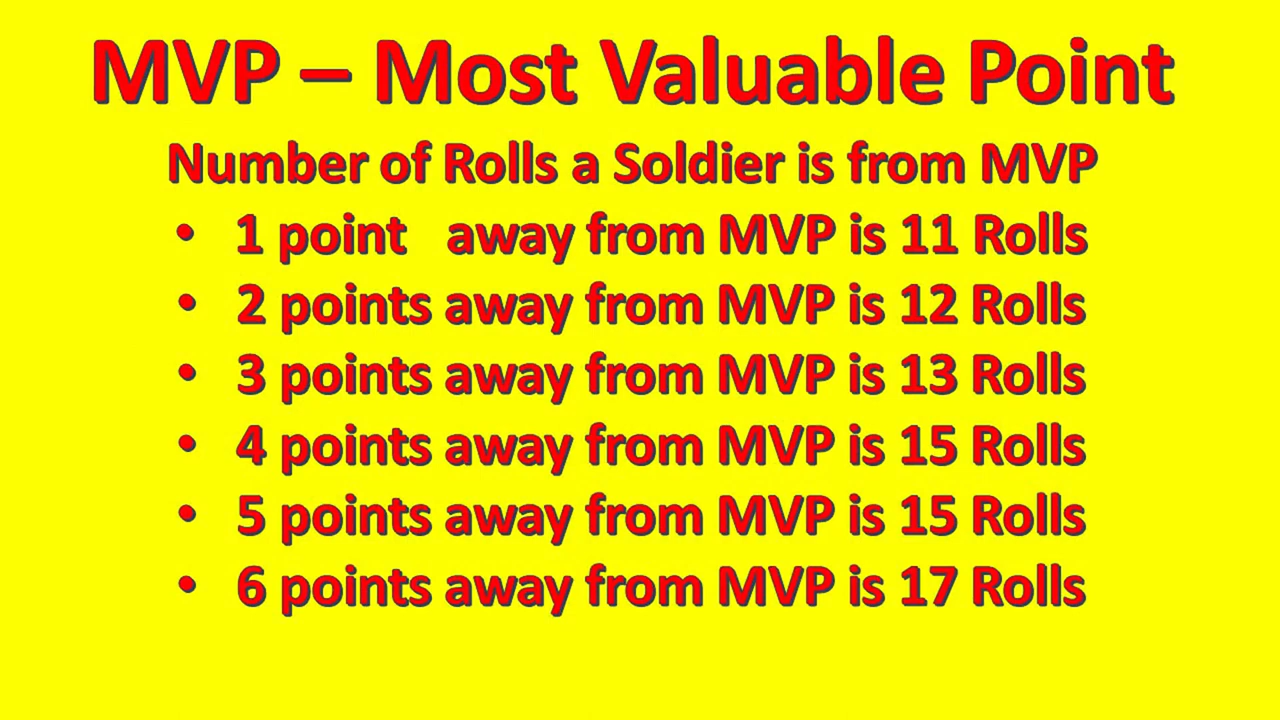 MVP – Most Valuable Point
Number of Rolls a Soldier is from MVP
• 1 point away from MVP is 11 Rolls
• 2 points away from MVP is 12 Rolls
• 3 points away from MVP is 13 Rolls
• 4 points away from MVP is 15 Rolls
• 5 points away from MVP is 15 Rolls
• 6 points away from MVP is 17 Rolls